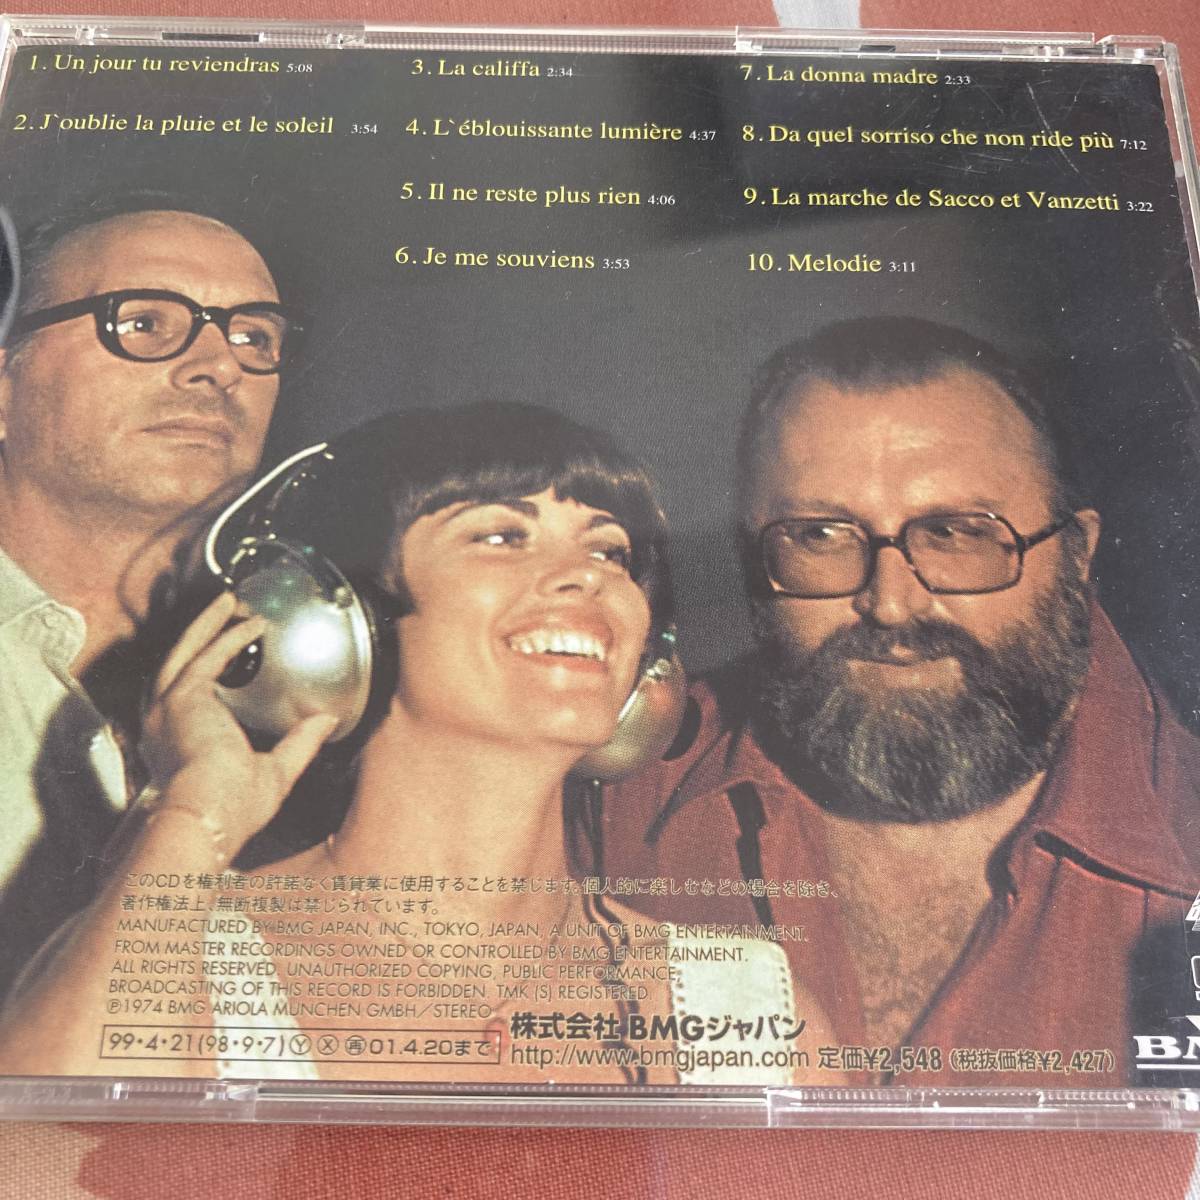 1. Un jour tu reviendras 5:08
2. J`oublie la pluie et le soleil 3:54
3. La califfa 2:34
4. L`éblouissante lumière 4:37
5. Il ne reste plus rien 4:06
6. Je me souviens 3:53
7. La donna madre 2:33
8. Da quel sorriso che non ride più 7:12
9. La marche de Sacco et Vanzetti 3:22
10. Melodie 3:11
このCDを権利者の許諾なく賃貸業に使用することを禁じます。個人的に楽しむなどの場合を除き、
著作権法上、無断複製は禁じられています。
MANUFACTURED BY BMG JAPAN, INC., TOKYO, JAPAN, A UNIT OF BMG ENTERTAINMENT.
FROM MASTER RECORDINGS OWNED OR CONTROLLED BY BMG ENTERTAINMENT.
ALL RIGHTS RESERVED. UNAUTHORIZED COPYING, PUBLIC PERFORMANCE,
BROADCASTING OF THIS RECORD IS FORBIDDEN. TMK (S) REGISTERED.
℗1974 BMG ARIOLA MUNCHEN GMBH/STEREO
99・4・21(98・9・7)Ⓨ Ⓧ 再 01.4.20まで
株式会社 BMGジャパン
http://www.bmgjapan.com 定価¥2,548 (税抜価格¥2,427)